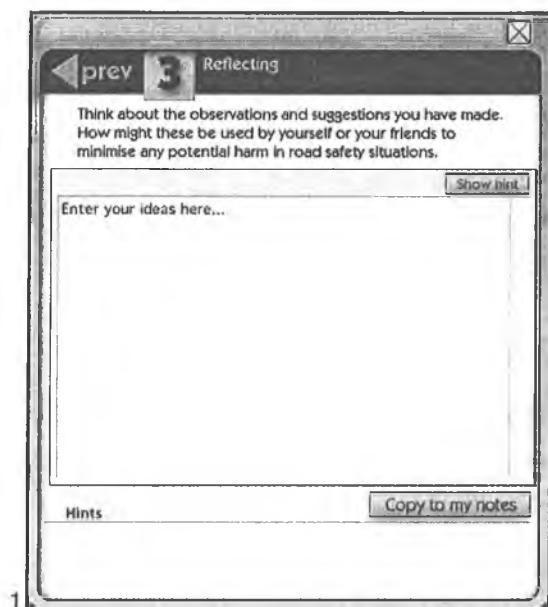 prev 3 Reflecting
Think about the observations and suggestions you have made.
How might these be used by yourself or your friends to
minimise any potential harm in road safety situations.
Show hint
Enter your ideas here...
Hints
Copy to my notes
1